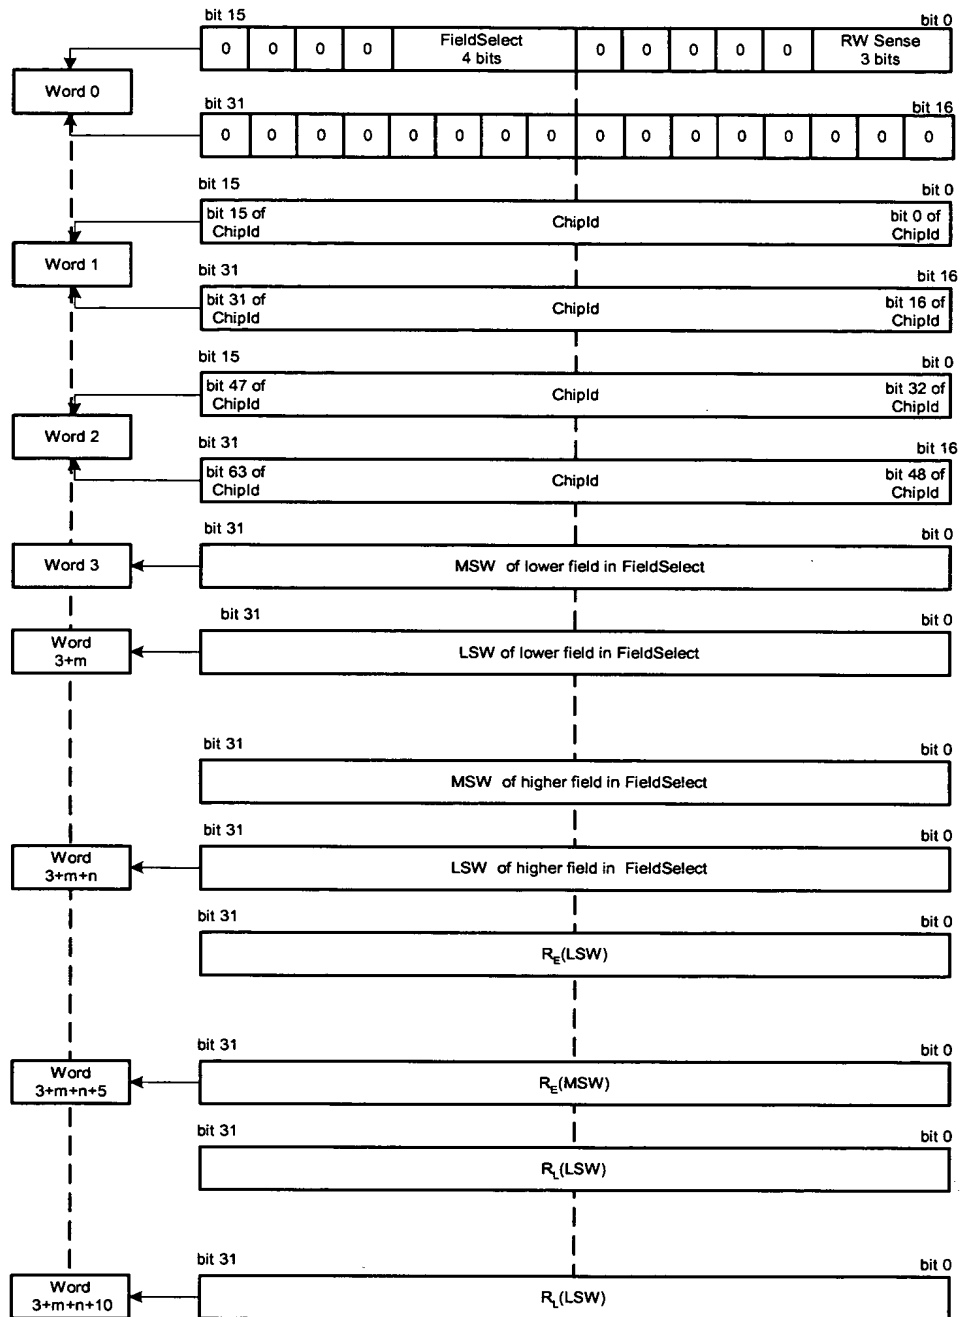 bit 15
bit 0
0 0 0 0 FieldSelect 4 bits 0 0 0 0 0 RW Sense 3 bits
Word 0
bit 31
bit 16
0 0 0 0 0 0 0 0 0 0 0 0 0 0 0 0
bit 15
bit 0
bit 15 of ChipId
ChipId
bit 0 of ChipId
Word 1
bit 31
bit 16
bit 31 of ChipId
ChipId
bit 16 of ChipId
bit 15
bit 0
bit 47 of ChipId
ChipId
bit 32 of ChipId
Word 2
bit 31
bit 16
bit 63 of ChipId
ChipId
bit 48 of ChipId
bit 31
bit 0
Word 3
MSW of lower field in FieldSelect
bit 31
bit 0
Word
3+m
LSW of lower field in FieldSelect
bit 31
bit 0
MSW of higher field in FieldSelect
bit 31
bit 0
Word
3+m+n
LSW of higher field in FieldSelect
bit 31
bit 0
RE(LSW)
bit 31
bit 0
Word
3+m+n+5
RE(MSW)
bit 31
bit 0
RL(LSW)
bit 31
bit 0
Word
3+m+n+10
RL(LSW)